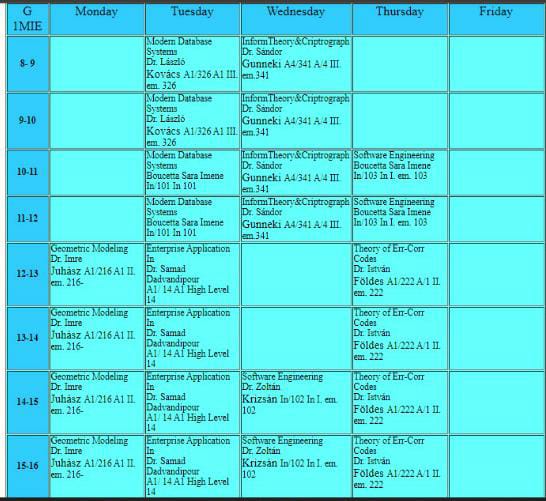 G
1MIE
Monday
Tuesday
Wednesday
Thursday
Friday
8- 9
Modern Database
Systems
Dr. László
Kovács A1/326 A1 III.
em. 326
InformTheory&Criptrograph
Dr. Sándor
Gunneki A4/341 A/4 III.
em.341
9-10
Modern Database
Systems
Dr. László
Kovács A1/326 A1 III.
em. 326
InformTheory&Criptrograph
Dr. Sándor
Gunneki A4/341 A/4 III.
em.341
10-11
Modern Database
Systems
Boucetta Sara Imene
In/101 In 101
InformTheory&Criptrograph
Dr. Sándor
Gunneki A4/341 A/4 III.
em.341
Software Engineering
Boucetta Sara Imene
In/103 In I. em. 103
11-12
Modern Database
Systems
Boucetta Sara Imene
In/101 In 101
InformTheory&Criptrograph
Dr. Sándor
Gunneki A4/341 A/4 III.
em.341
Software Engineering
Boucetta Sara Imene
In/103 In I. em. 103
12-13
Geometric Modeling
Dr. Imre
Juhász A1/216 A1 II.
em. 216-
Enterprise Application
In
Dr. Samad
Dadvandipour
A1/ 14 A1 High Level
14
Theory of Err-Corr
Codes
Dr. István
Földes A1/222 A/1 II.
em. 222
13-14
Geometric Modeling
Dr. Imre
Juhász A1/216 A1 II.
em. 216-
Enterprise Application
In
Dr. Samad
Dadvandipour
A1/ 14 A1 High Level
14
Theory of Err-Corr
Codes
Dr. István
Földes A1/222 A/1 II.
em. 222
14-15
Geometric Modeling
Dr. Imre
Juhász A1/216 A1 II.
em. 216-
Enterprise Application
In
Dr. Samad
Dadvandipour
A1/ 14 A1 High Level
14
Software Engineering
Dr. Zoltán
Krizsán In/102 In I. em.
102
Theory of Err-Corr
Codes
Dr. István
Földes A1/222 A/1 II.
em. 222
15-16
Geometric Modeling
Dr. Imre
Juhász A1/216 A1 II.
em. 216-
Enterprise Application
In
Dr. Samad
Dadvandipour
A1/ 14 A1 High Level
14
Software Engineering
Dr. Zoltán
Krizsán In/102 In I. em.
102
Theory of Err-Corr
Codes
Dr. István
Földes A1/222 A/1 II.
em. 222